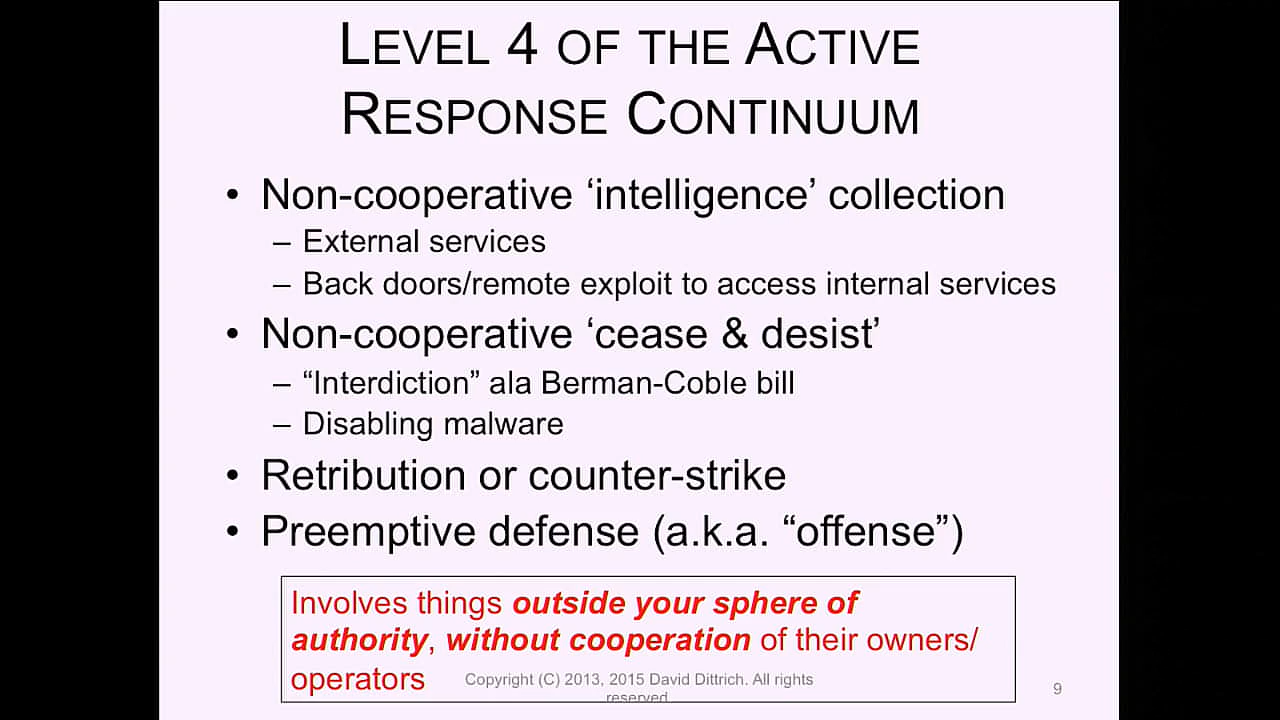 LEVEL 4 OF THE ACTIVE
RESPONSE CONTINUUM
• Non-cooperative ‘intelligence’ collection
– External services
– Back doors/remote exploit to access internal services
• Non-cooperative ‘cease & desist’
– “Interdiction” ala Berman-Coble bill
– Disabling malware
• Retribution or counter-strike
• Preemptive defense (a.k.a. “offense”)
Involves things outside your sphere of
authority, without cooperation of their owners/
operators
Copyright (C) 2013, 2015 David Dittrich. All rights
reserved
9